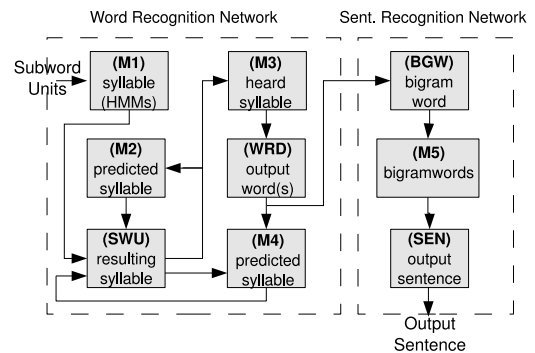 Word Recognition Network
Sent. Recognition Network
Subword
Units
(M1)
syllable
(HMMs)
(M3)
heard
syllable
(BGW)
bigram
word
(M2)
predicted
syllable
(WRD)
output
word(s)
(M5)
bigramwords
(SWU)
resulting
syllable
(M4)
predicted
syllable
(SEN)
output
sentence
Output
Sentence